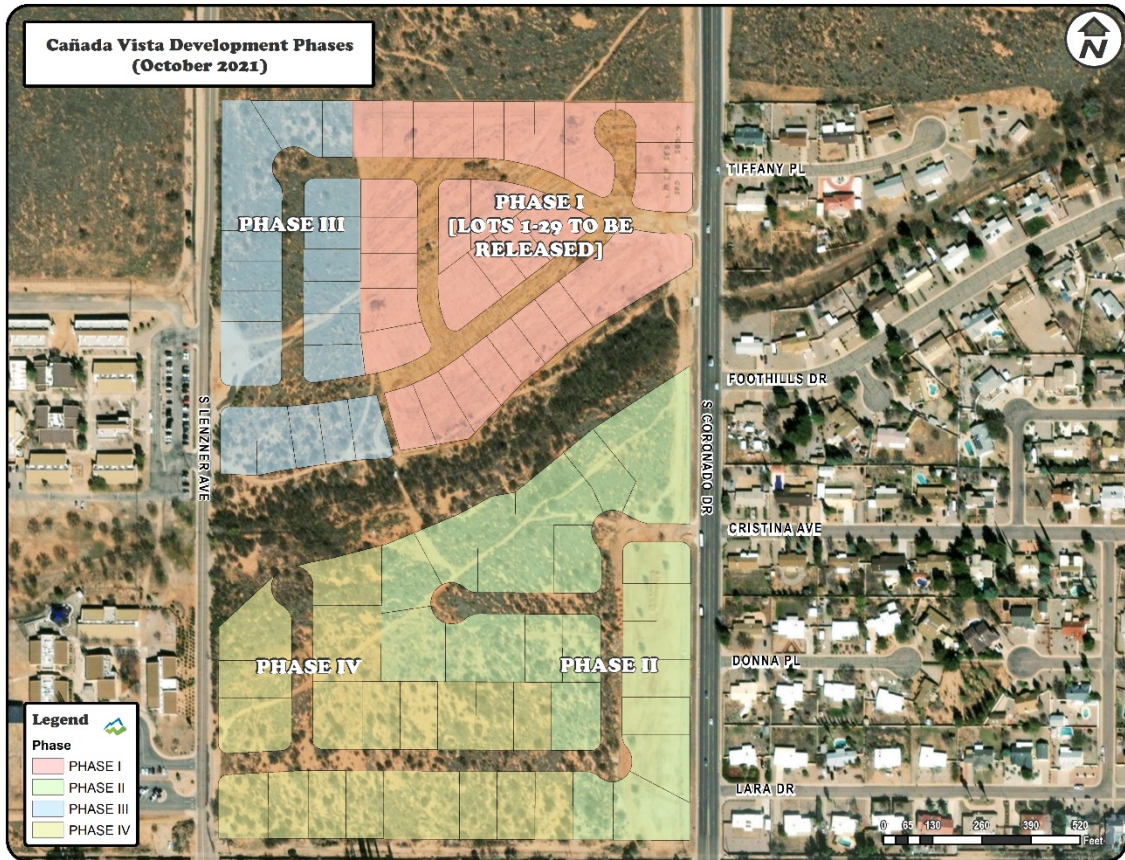 Cañada Vista Development Phases
(October 2021)
N
TIFFANY PL
PHASE III
PHASE I
[LOTS 1-29 TO BE
RELEASED]
FOOTHILLS DR
S LENZNER AVE
S CORONADO DR
CRISTINA AVE
PHASE IV
PHASE II
DONNA PL
LARA DR
Legend
Phase
PHASE I
PHASE II
PHASE III
PHASE IV
0 65 130 260 390 520
Feet